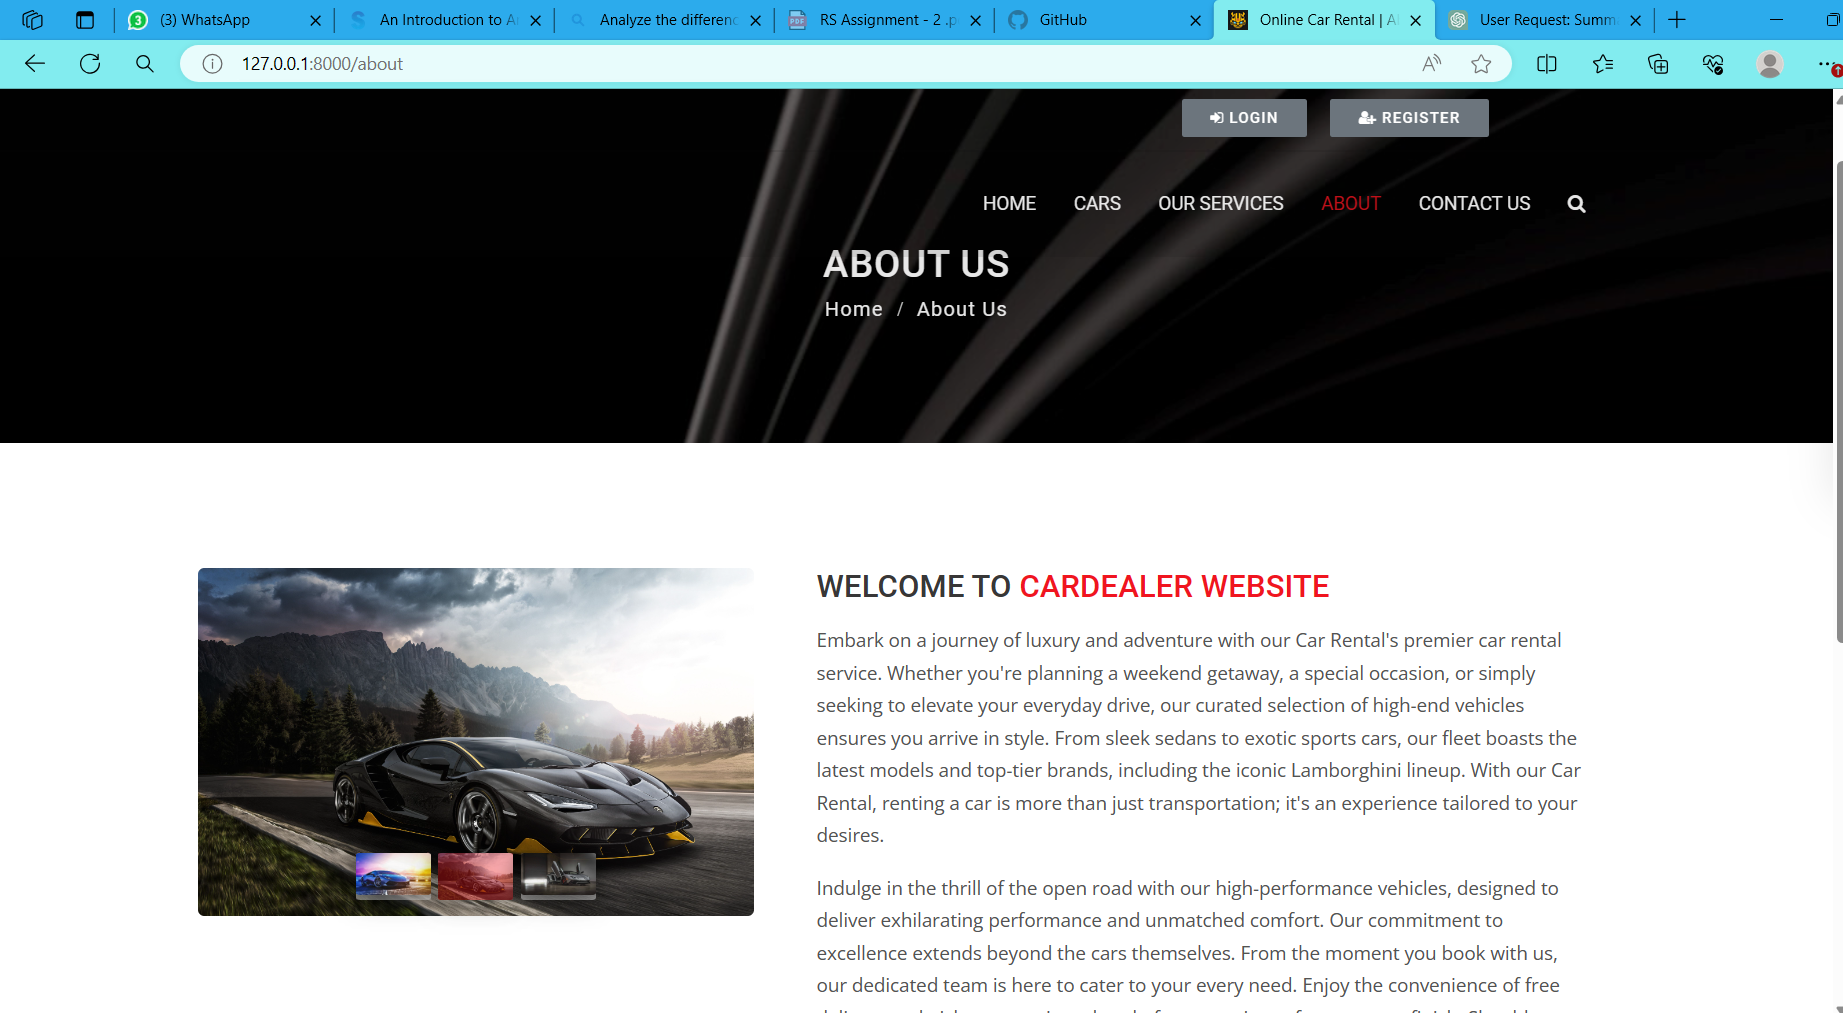 3 (3) WhatsApp
An Introduction to A
Analyze the differenc
PDF RS Assignment - 2 .p
GitHub
Online Car Rental | A
User Request: Summ
127.0.0.1:8000/about
LOGIN
REGISTER
HOME CARS OUR SERVICES ABOUT CONTACT US
ABOUT US
Home / About Us
WELCOME TO CARDEALER WEBSITE
Embark on a journey of luxury and adventure with our Car Rental's premier car rental
service. Whether you're planning a weekend getaway, a special occasion, or simply
seeking to elevate your everyday drive, our curated selection of high-end vehicles
ensures you arrive in style. From sleek sedans to exotic sports cars, our fleet boasts the
latest models and top-tier brands, including the iconic Lamborghini lineup. With our Car
Rental, renting a car is more than just transportation; it's an experience tailored to your
desires.
Indulge in the thrill of the open road with our high-performance vehicles, designed to
deliver exhilarating performance and unmatched comfort. Our commitment to
excellence extends beyond the cars themselves. From the moment you book with us,
our dedicated team is here to cater to your every need. Enjoy the convenience of free